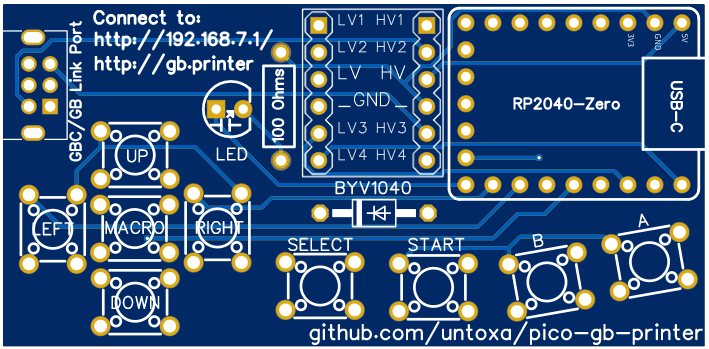 Connect to:
http://192.168.7.1/
http://gb.printer
GBC/GB Link Port
LED
100 Ohms
LV1 HV1
LV2 HV2
LV HV
_GND_
LV3 HV3
LV4 HV4
3V3
GND
5V
RP2040-Zero
USB-C
BYV1040
UP
LEFT
MACRO
RIGHT
DOWN
SELECT
START
B
A
github.com/untoxa/pico-gb-printer